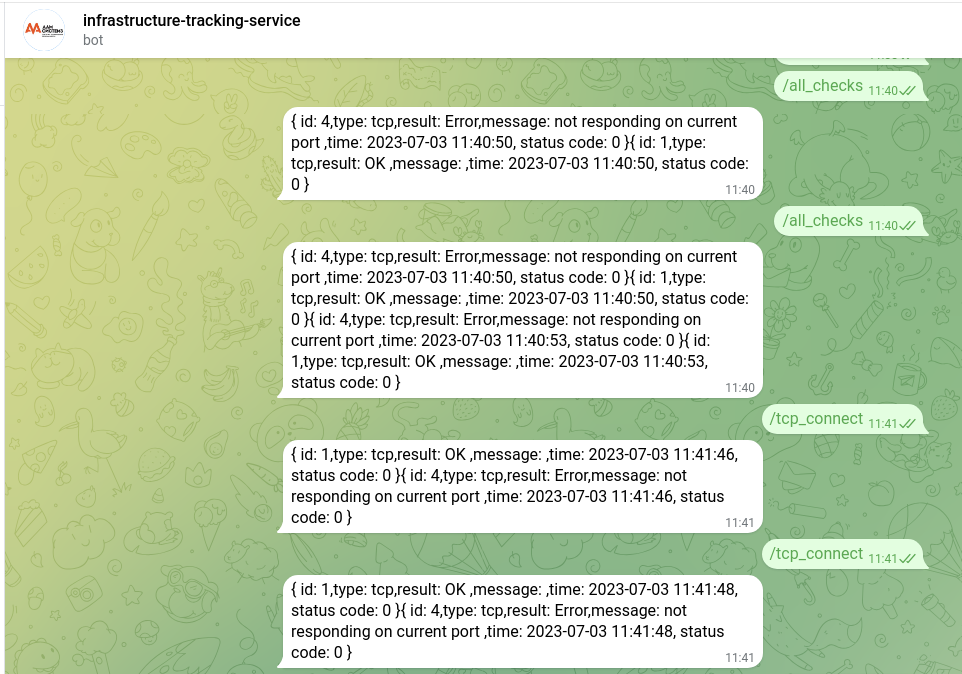 infrastructure-tracking-service
bot
/all_checks 11:40
{ id: 4,type: tcp,result: Error,message: not responding on current
port ,time: 2023-07-03 11:40:50, status code: 0 }{ id: 1,type:
tcp,result: OK ,message: ,time: 2023-07-03 11:40:50, status code:
0 }
11:40
/all_checks 11:40
{ id: 4,type: tcp,result: Error,message: not responding on current
port ,time: 2023-07-03 11:40:50, status code: 0 }{ id: 1,type:
tcp,result: OK ,message: ,time: 2023-07-03 11:40:50, status code:
0 }{ id: 4,type: tcp,result: Error,message: not responding on
current port ,time: 2023-07-03 11:40:53, status code: 0 }{ id:
1,type: tcp,result: OK ,message: ,time: 2023-07-03 11:40:53,
status code: 0 }
11:40
/tcp_connect 11:41
{ id: 1,type: tcp,result: OK ,message: ,time: 2023-07-03 11:41:46,
status code: 0 }{ id: 4,type: tcp,result: Error,message: not
responding on current port ,time: 2023-07-03 11:41:46, status
code: 0 }
11:41
/tcp_connect 11:41
{ id: 1,type: tcp,result: OK ,message: ,time: 2023-07-03 11:41:48,
status code: 0 }{ id: 4,type: tcp,result: Error,message: not
responding on current port ,time: 2023-07-03 11:41:48, status
code: 0 }
11:41